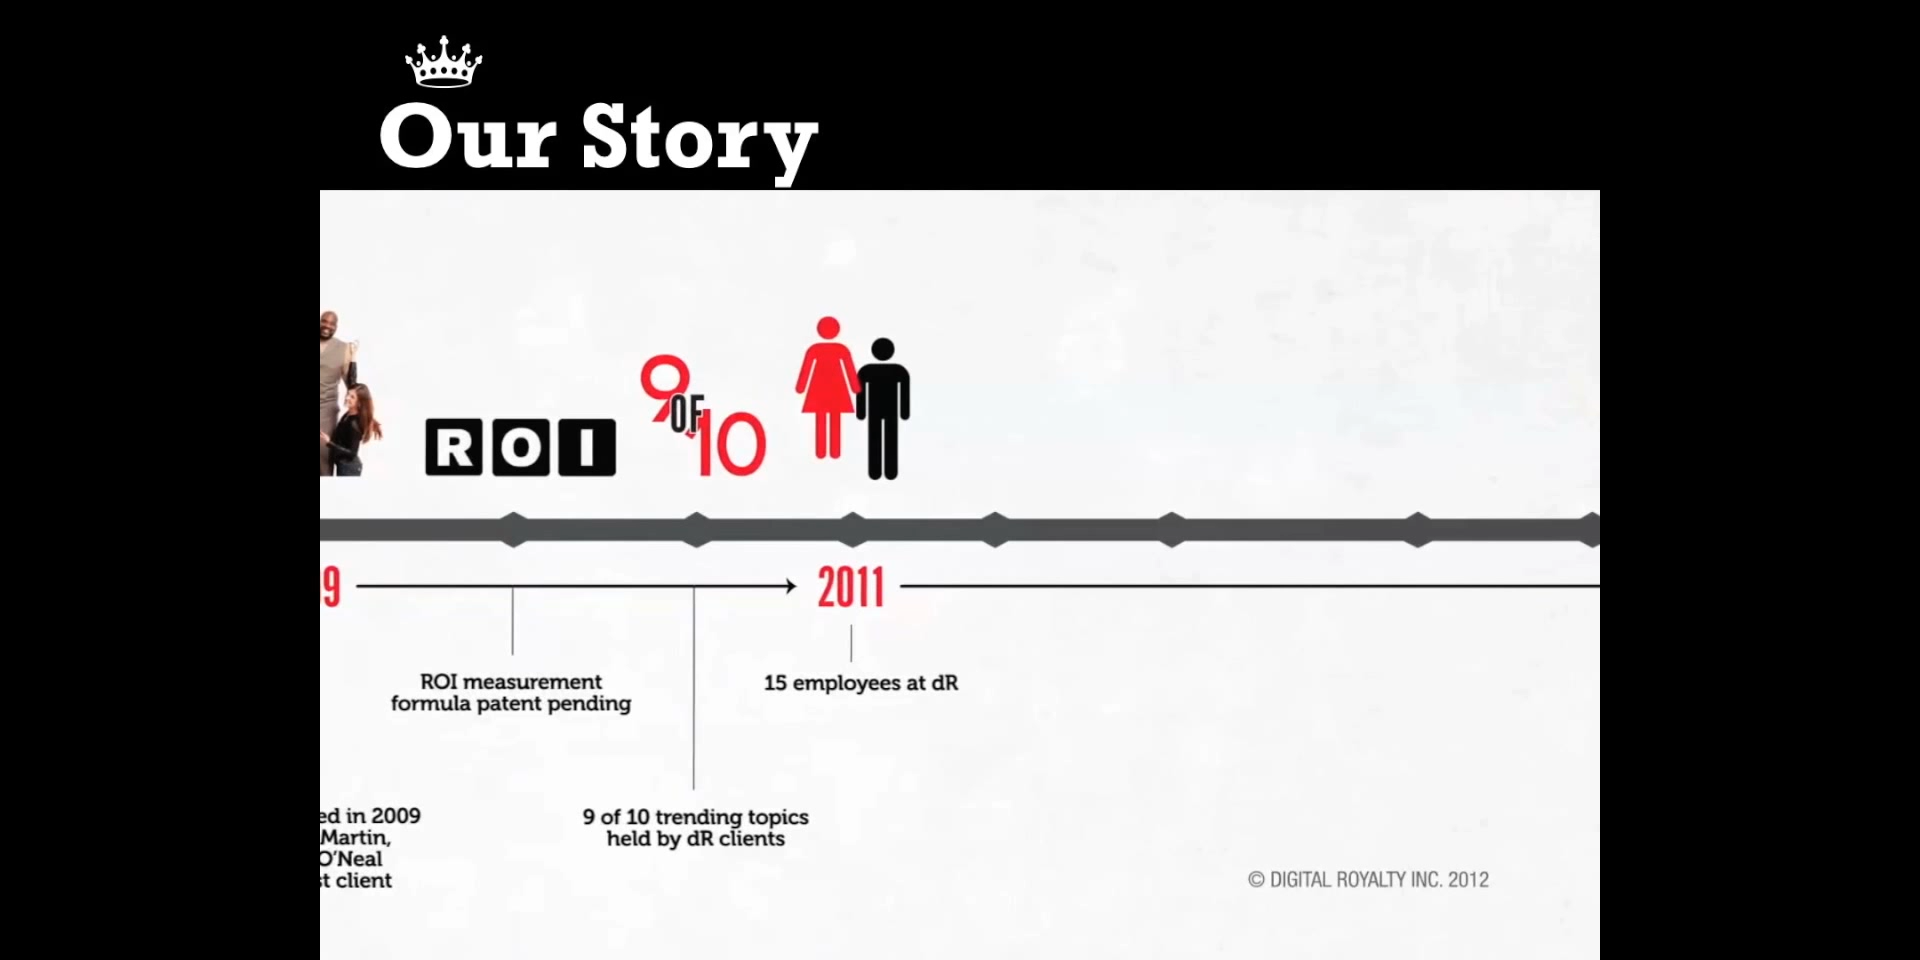 Our Story
ROI
9 OF 10
9
2011
ROI measurement
formula patent pending
15 employees at dR
ed in 2009
Martin,
O'Neal
t client
9 of 10 trending topics
held by dR clients
© DIGITAL ROYALTY INC. 2012